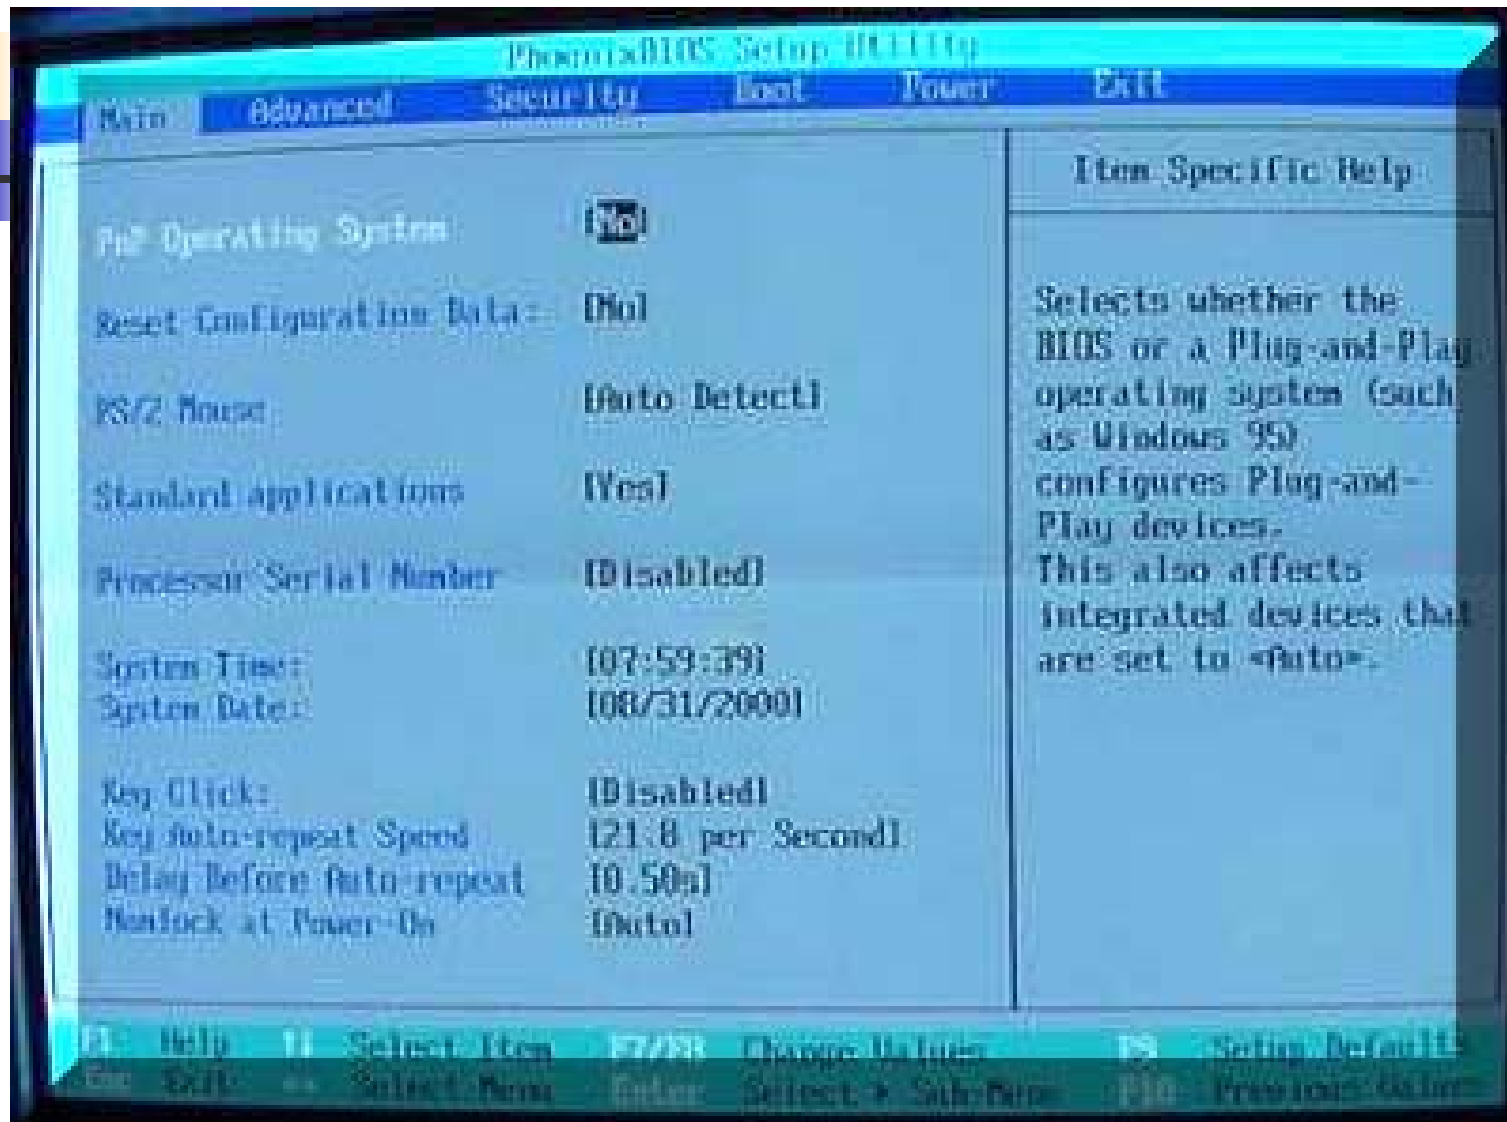 PhoenixBIOS Setup Utility
Main Advanced Security Boot Power Exit
Item Specific Help
PnP Operating System [No]
Reset Configuration Data: [No]
PS/2 Mouse [Auto Detect]
Standard applications [Yes]
Processor Serial Number [Disabled]
System Time: [07:59:39]
System Date: [08/31/2000]
Key Click: [Disabled]
Key Auto-repeat Speed [21.8 per Second]
Delay Before Auto-repeat [0.50s]
Numlock at Power-On [Auto]
Selects whether the
BIOS or a Plug-and-Play
operating system (such
as Windows 95)
configures Plug-and-
Play devices.
This also affects
integrated devices that
are set to «Auto».
F1 Help Select Item F7/F8 Change Values F9 Setup Defaults
Exit Select Menu Enter Select ▶ Sub-Menu F10 Previous Values